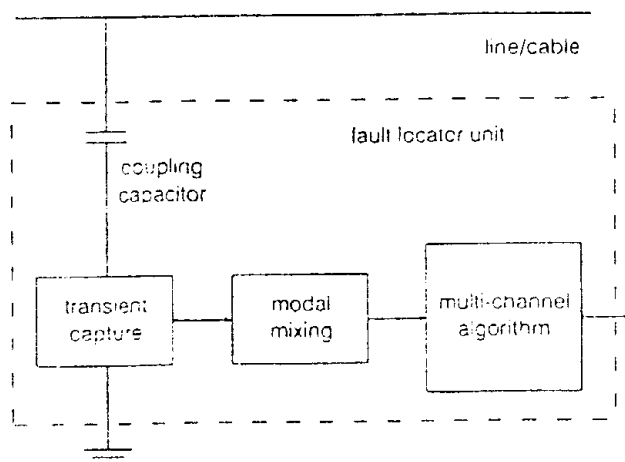 line/cable
fault locator unit
coupling
capacitor
transient
capture
modal
mixing
multi-channel
algorithm